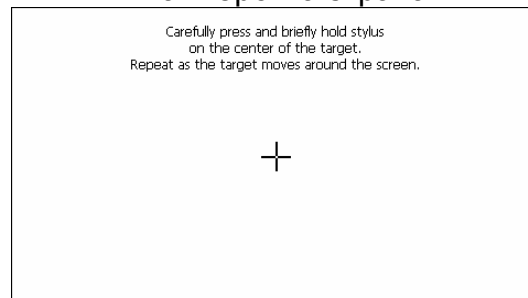 Carefully press and briefly hold stylus
on the center of the target.
Repeat as the target moves around the screen.